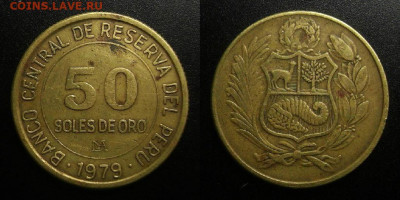 COINS.LAVE.RU
BANCO CENTRAL DE RESERVA DEL PERU
50
SOLES DE ORO
· 1979 ·